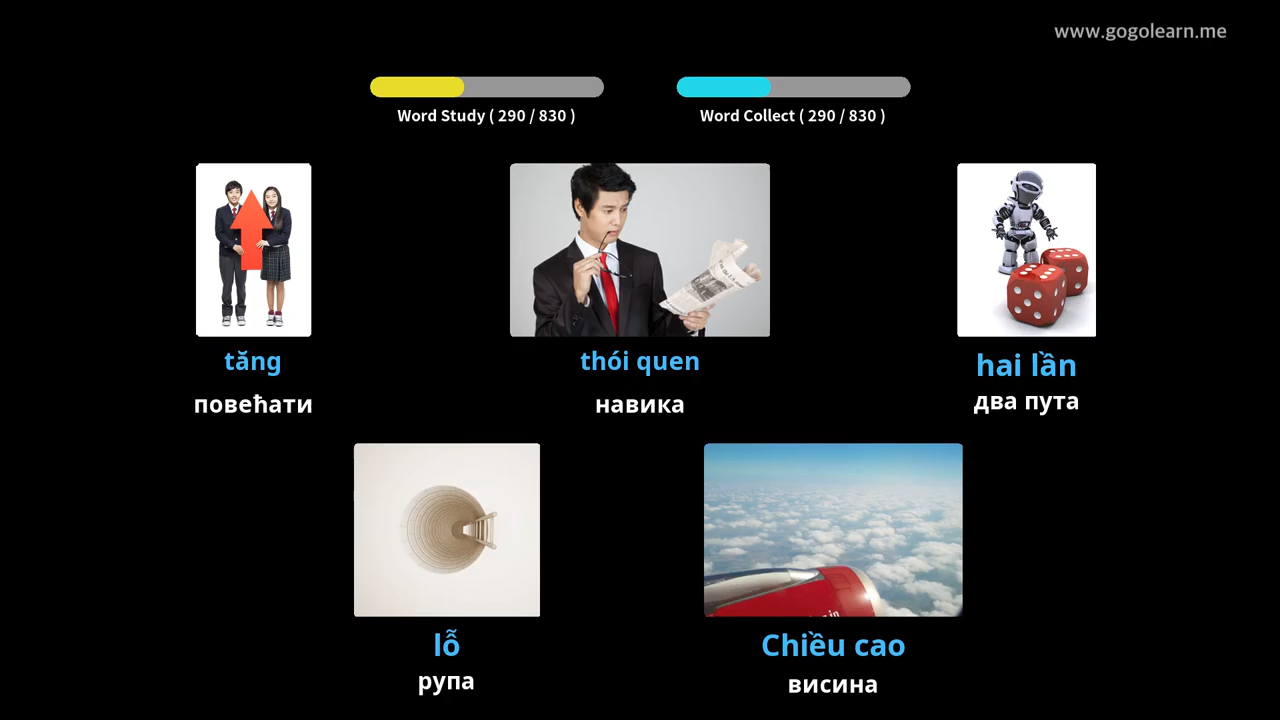 www.gogolearn.me
Word Study ( 290 / 830 )
Word Collect ( 290 / 830 )
tăng
thói quen
hai lần
повећати
навика
два пута
lỗ
Chiều cao
рупа
висина